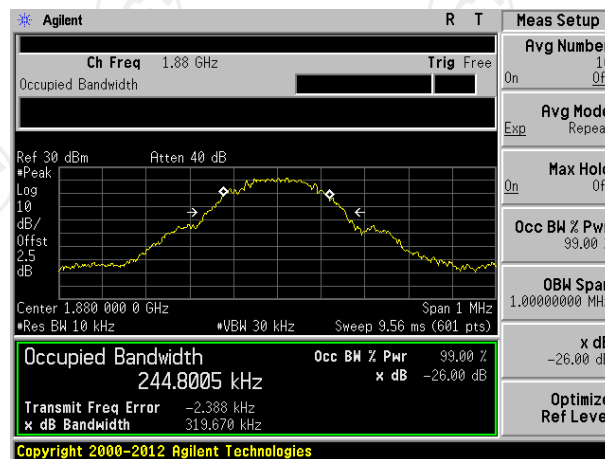 Agilent R T
Ch Freq 1.88 GHz Trig Free
Occupied Bandwidth
Ref 30 dBm Atten 40 dB
#Peak
Log
10
dB/
Offst
2.5
dB
Center 1.880 000 0 GHz Span 1 MHz
#Res BW 10 kHz #VBW 30 kHz Sweep 9.56 ms (601 pts)
Occupied Bandwidth
244.8005 kHz
Occ BW % Pwr 99.00 %
x dB -26.00 dB
Transmit Freq Error -2.388 kHz
x dB Bandwidth 319.670 kHz
Copyright 2000-2012 Agilent Technologies
Meas Setup
Avg Number
On
Avg Mode
Exp Repea
Max Hold
On
Occ BW % Pwr
99.00
OBW Span
1.00000000 MH
x dB
-26.00 dB
Optimize
Ref Level